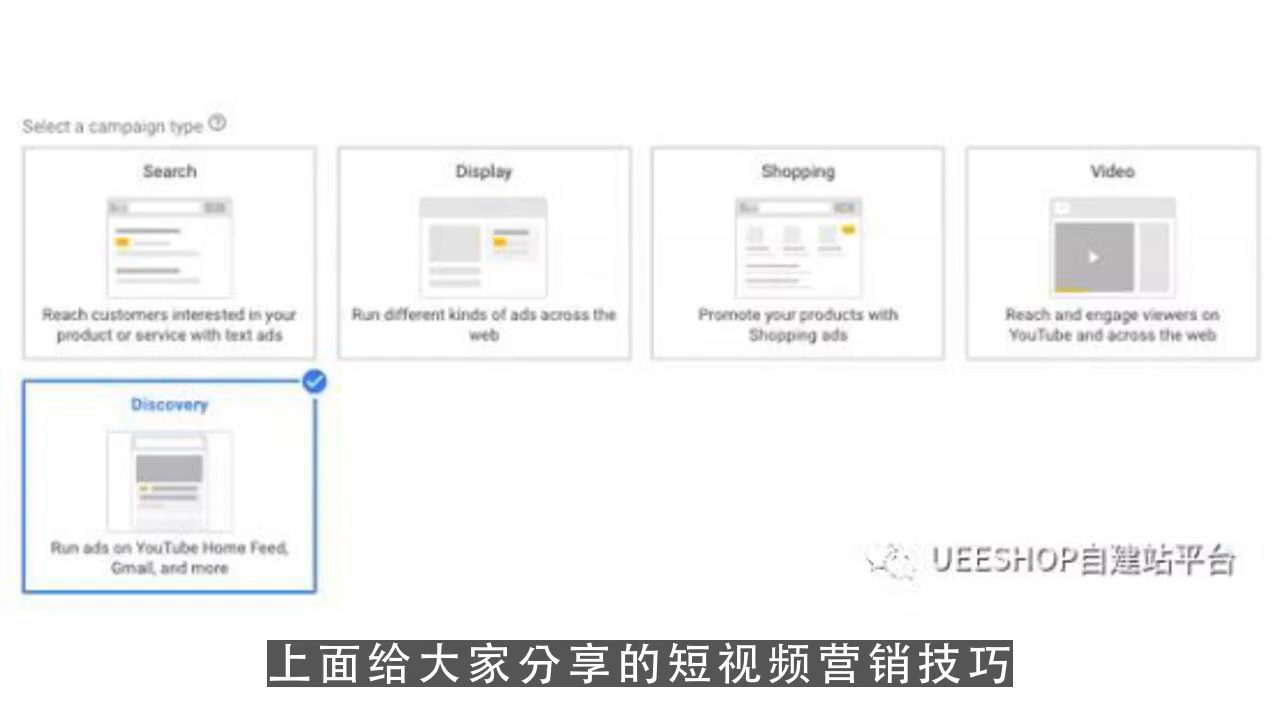 Select a campaign type ?
Search
Reach customers interested in your
product or service with text ads
Display
Run different kinds of ads across the
web
Shopping
Promote your products with
Shopping ads
Video
Reach and engage viewers on
YouTube and across the web
Discovery
Run ads on YouTube Home Feed,
Gmail, and more
UEESHOP自建站平台
上面给大家分享的短视频营销技巧